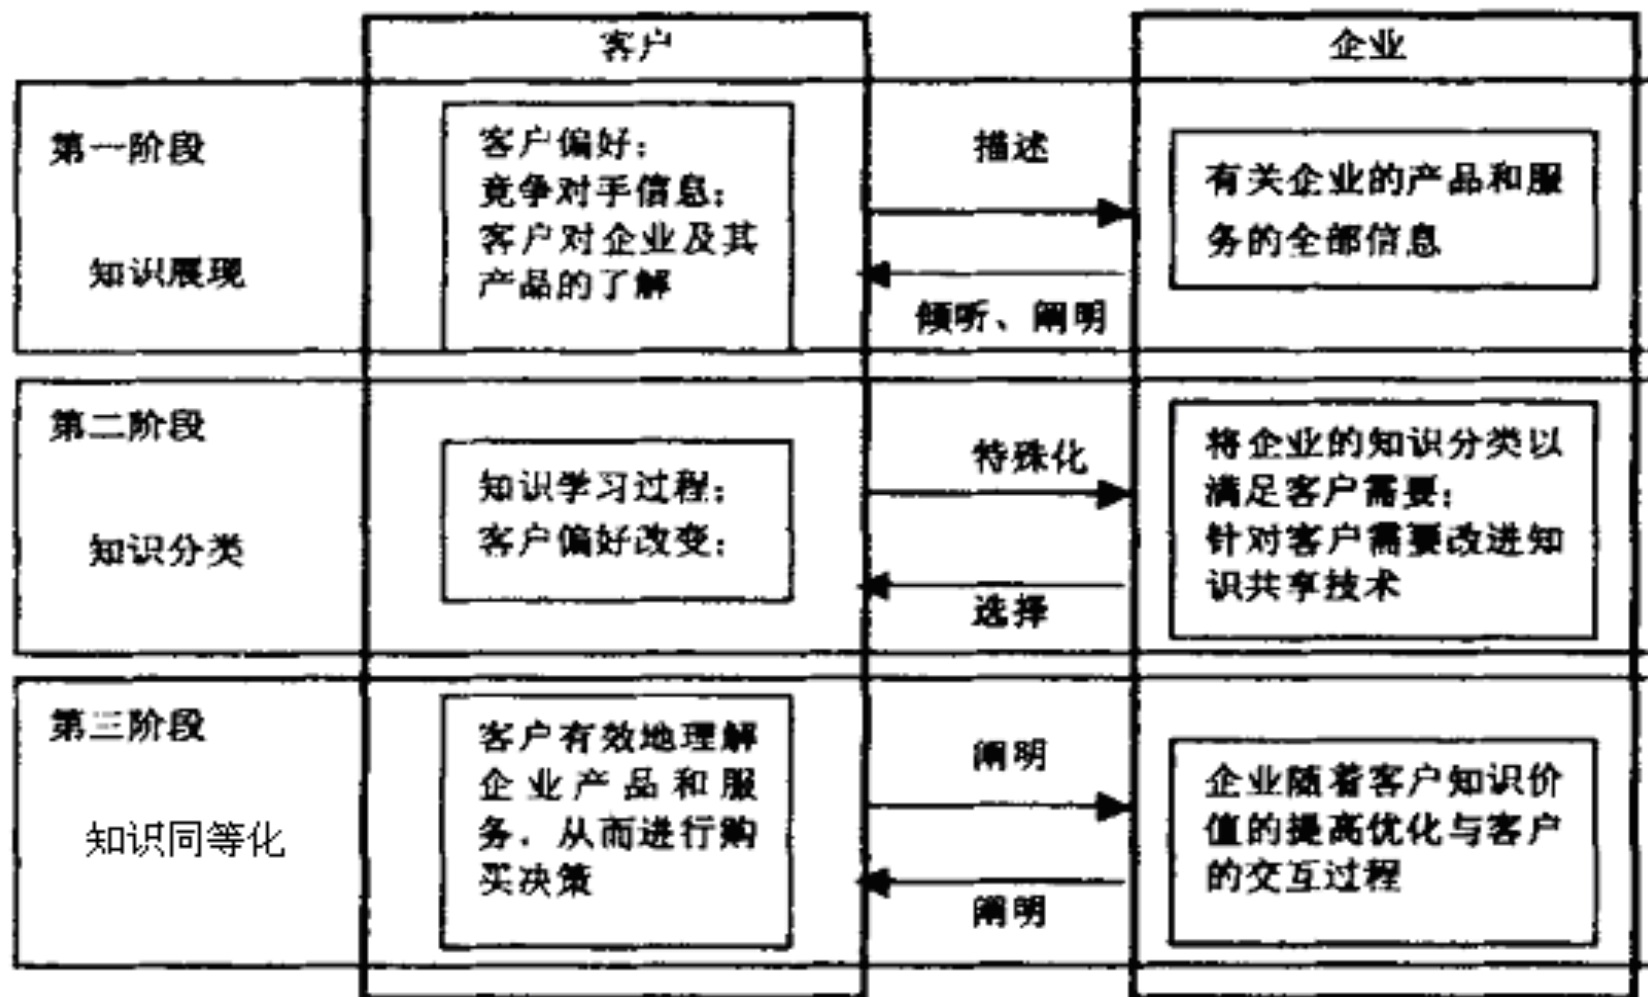 客户
企业
第一阶段
知识展现
客户偏好；
竞争对手信息；
客户对企业及其
产品的了解
描述
倾听、阐明
有关企业的产品和服
务的全部信息
第二阶段
知识分类
知识学习过程；
客户偏好改变；
特殊化
选择
将企业的知识分类以
满足客户需要；
针对客户需要改进知
识共享技术
第三阶段
知识同等化
客户有效地理解
企业产品和服
务，从而进行购
买决策
阐明
阐明
企业随着客户知识价
值的提高优化与客户
的交互过程